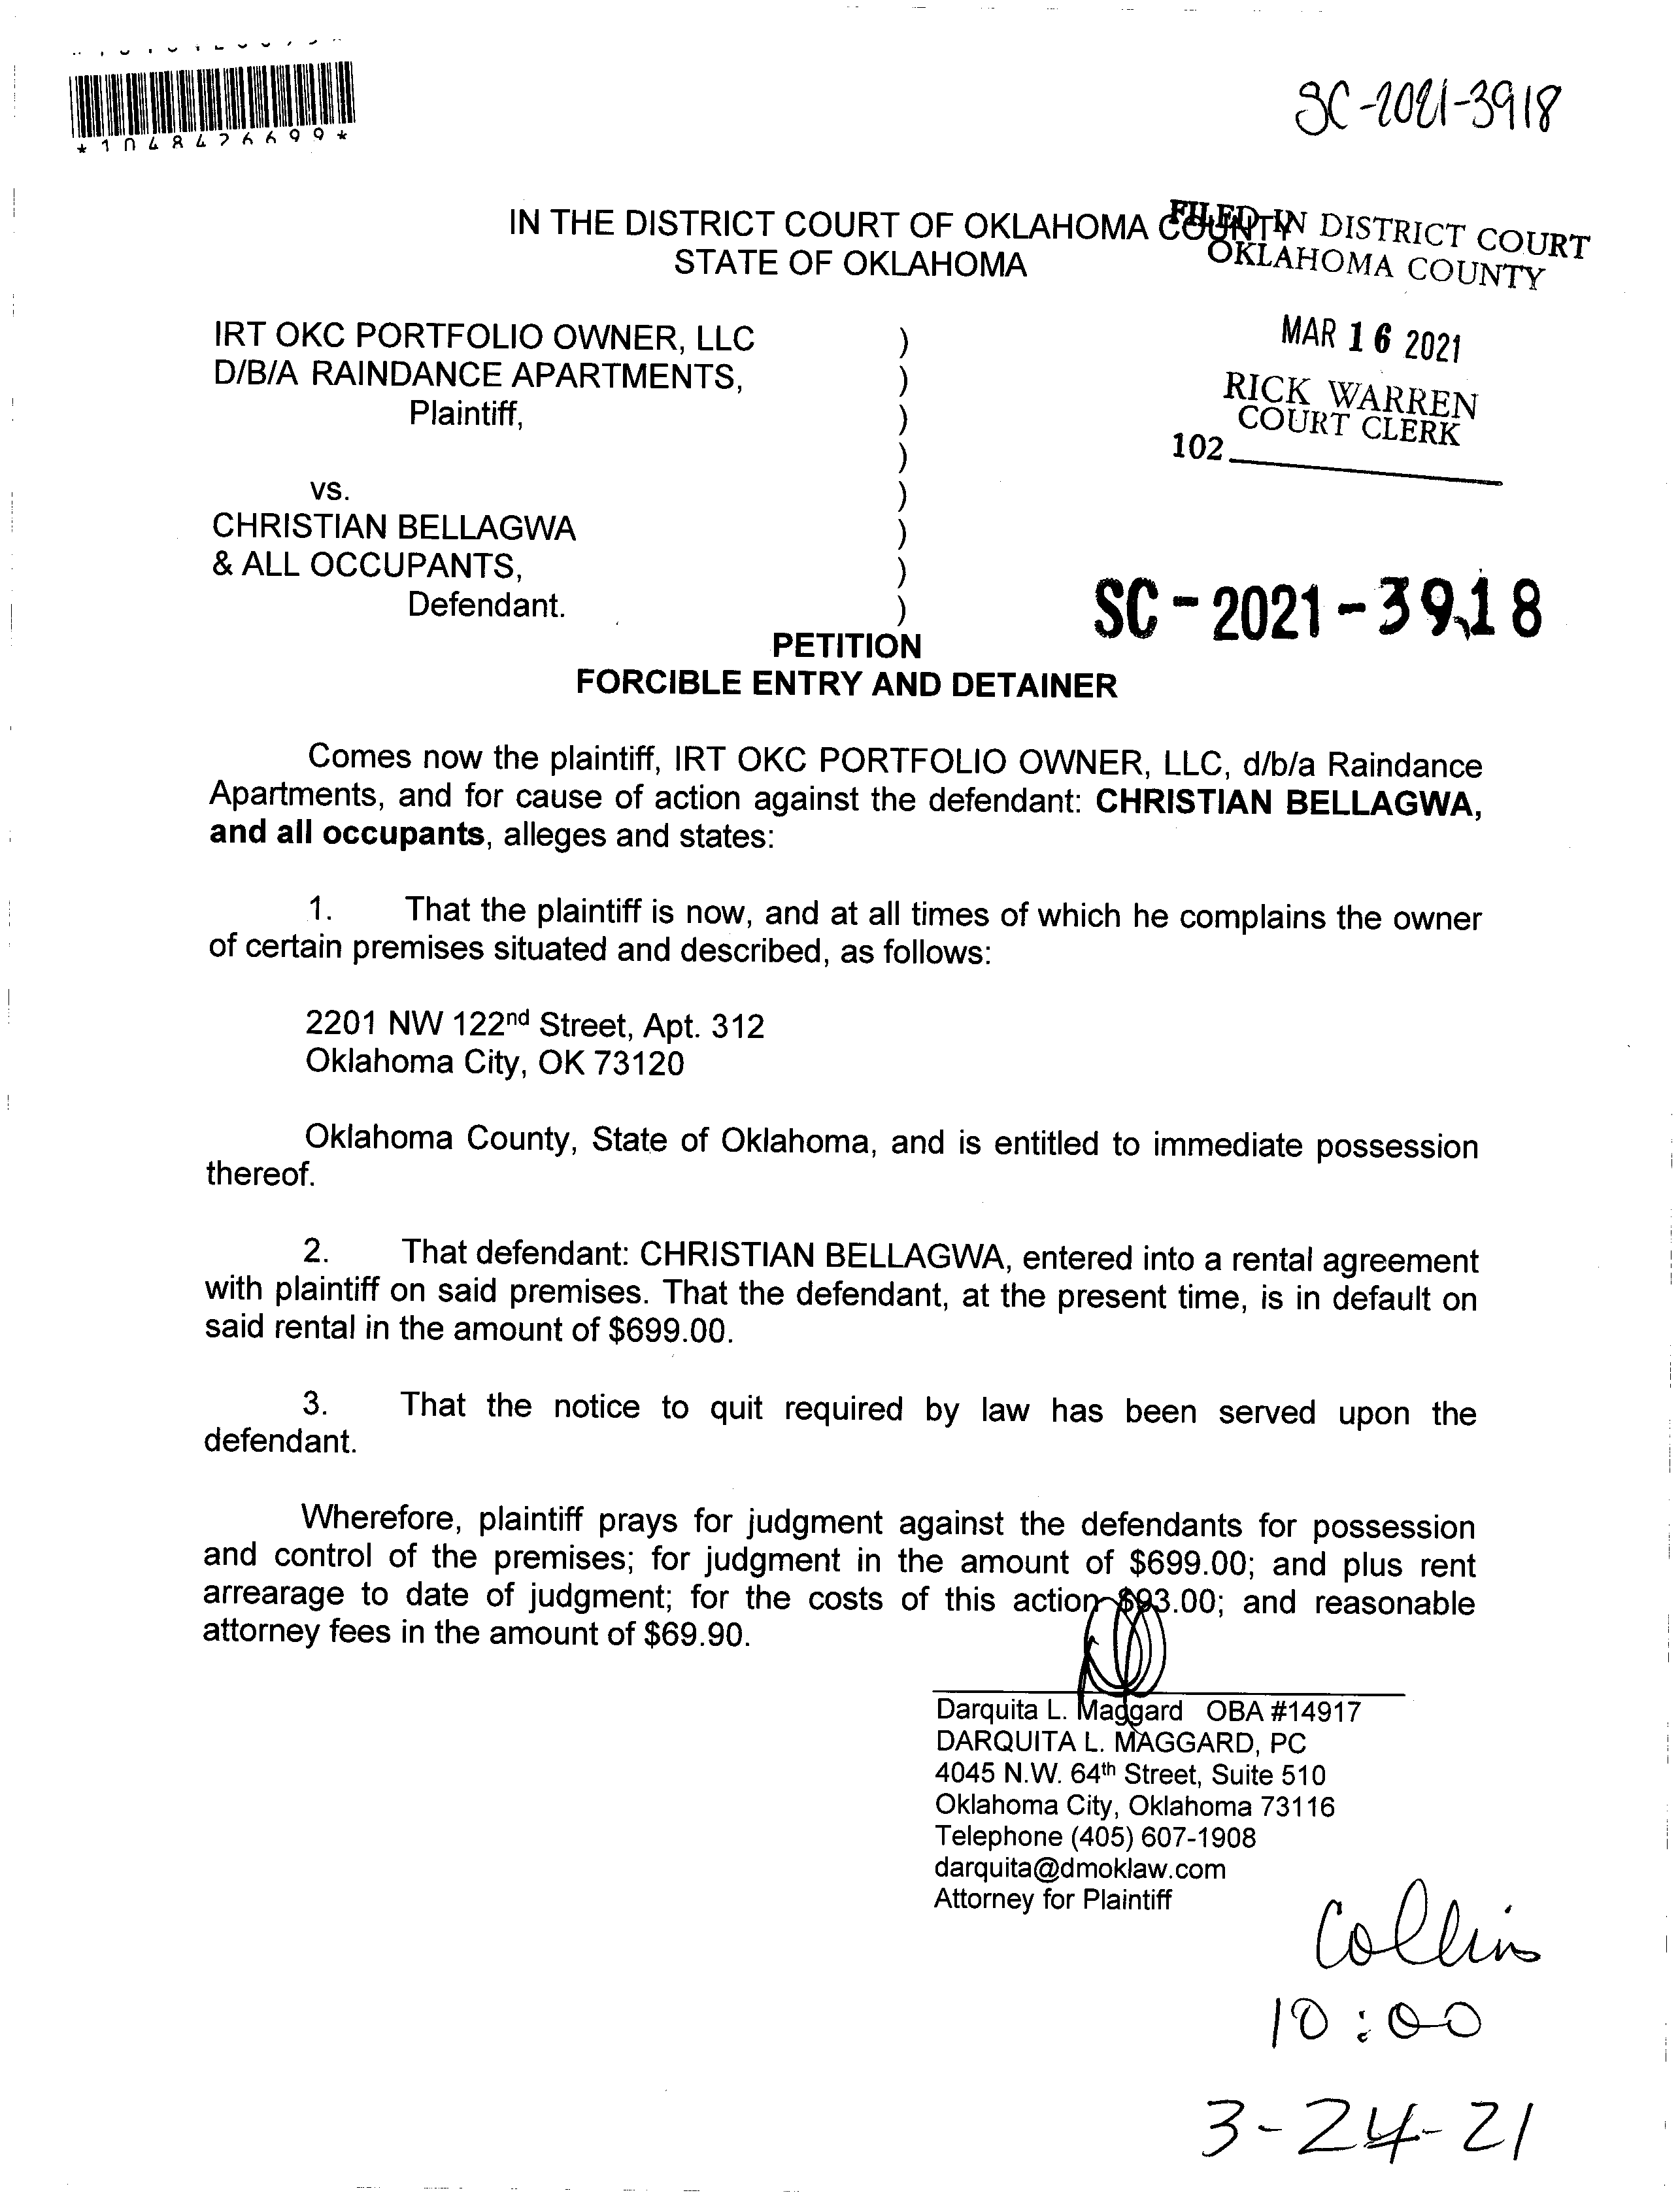 *1048426699*
SC-2021-3918
IN THE DISTRICT COURT OF OKLAHOMA COUNTY
STATE OF OKLAHOMA
FILED IN DISTRICT COURT
OKLAHOMA COUNTY
MAR 16 2021
RICK WARREN
COURT CLERK
102
IRT OKC PORTFOLIO OWNER, LLC )
D/B/A RAINDANCE APARTMENTS, )
Plaintiff, )
)
vs. )
CHRISTIAN BELLAGWA )
& ALL OCCUPANTS, )
Defendant. )
SC-2021-3918
PETITION
FORCIBLE ENTRY AND DETAINER
Comes now the plaintiff, IRT OKC PORTFOLIO OWNER, LLC, d/b/a Raindance
Apartments, and for cause of action against the defendant: CHRISTIAN BELLAGWA,
and all occupants, alleges and states:
1. That the plaintiff is now, and at all times of which he complains the owner
of certain premises situated and described, as follows:
2201 NW 122nd Street, Apt. 312
Oklahoma City, OK 73120
Oklahoma County, State of Oklahoma, and is entitled to immediate possession
thereof.
2. That defendant: CHRISTIAN BELLAGWA, entered into a rental agreement
with plaintiff on said premises. That the defendant, at the present time, is in default on
said rental in the amount of $699.00.
3. That the notice to quit required by law has been served upon the
defendant.
Wherefore, plaintiff prays for judgment against the defendants for possession
and control of the premises; for judgment in the amount of $699.00; and plus rent
arrearage to date of judgment; for the costs of this action $93.00; and reasonable
attorney fees in the amount of $69.90.
Darquita L. Maggard OBA #14917
DARQUITA L. MAGGARD, PC
4045 N.W. 64th Street, Suite 510
Oklahoma City, Oklahoma 73116
Telephone (405) 607-1908
darquita@dmoklaw.com
Attorney for Plaintiff
Collins
10:00
3-24-21